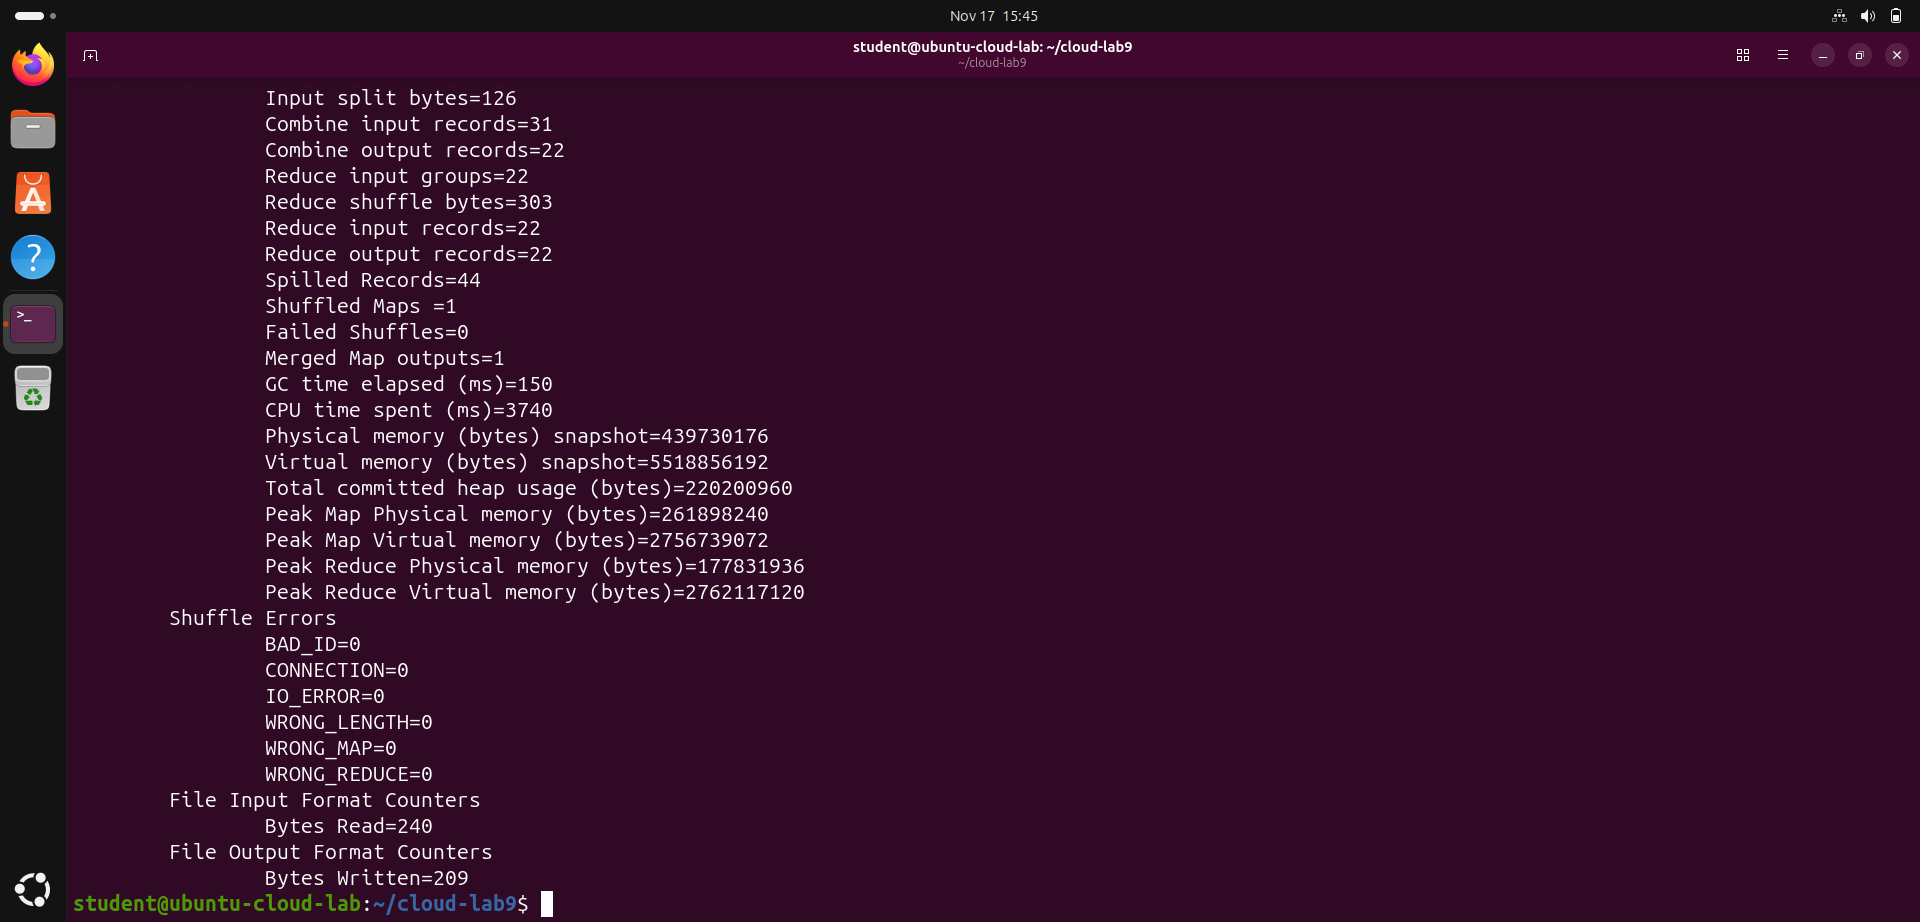 Nov 17 15:45
student@ubuntu-cloud-lab: ~/cloud-lab9
~/cloud-lab9
Input split bytes=126
Combine input records=31
Combine output records=22
Reduce input groups=22
Reduce shuffle bytes=303
Reduce input records=22
Reduce output records=22
Spilled Records=44
Shuffled Maps =1
Failed Shuffles=0
Merged Map outputs=1
GC time elapsed (ms)=150
CPU time spent (ms)=3740
Physical memory (bytes) snapshot=439730176
Virtual memory (bytes) snapshot=5518856192
Total committed heap usage (bytes)=220200960
Peak Map Physical memory (bytes)=261898240
Peak Map Virtual memory (bytes)=2756739072
Peak Reduce Physical memory (bytes)=177831936
Peak Reduce Virtual memory (bytes)=2762117120
Shuffle Errors
BAD_ID=0
CONNECTION=0
IO_ERROR=0
WRONG_LENGTH=0
WRONG_MAP=0
WRONG_REDUCE=0
File Input Format Counters
Bytes Read=240
File Output Format Counters
Bytes Written=209
student@ubuntu-cloud-lab:~/cloud-lab9$